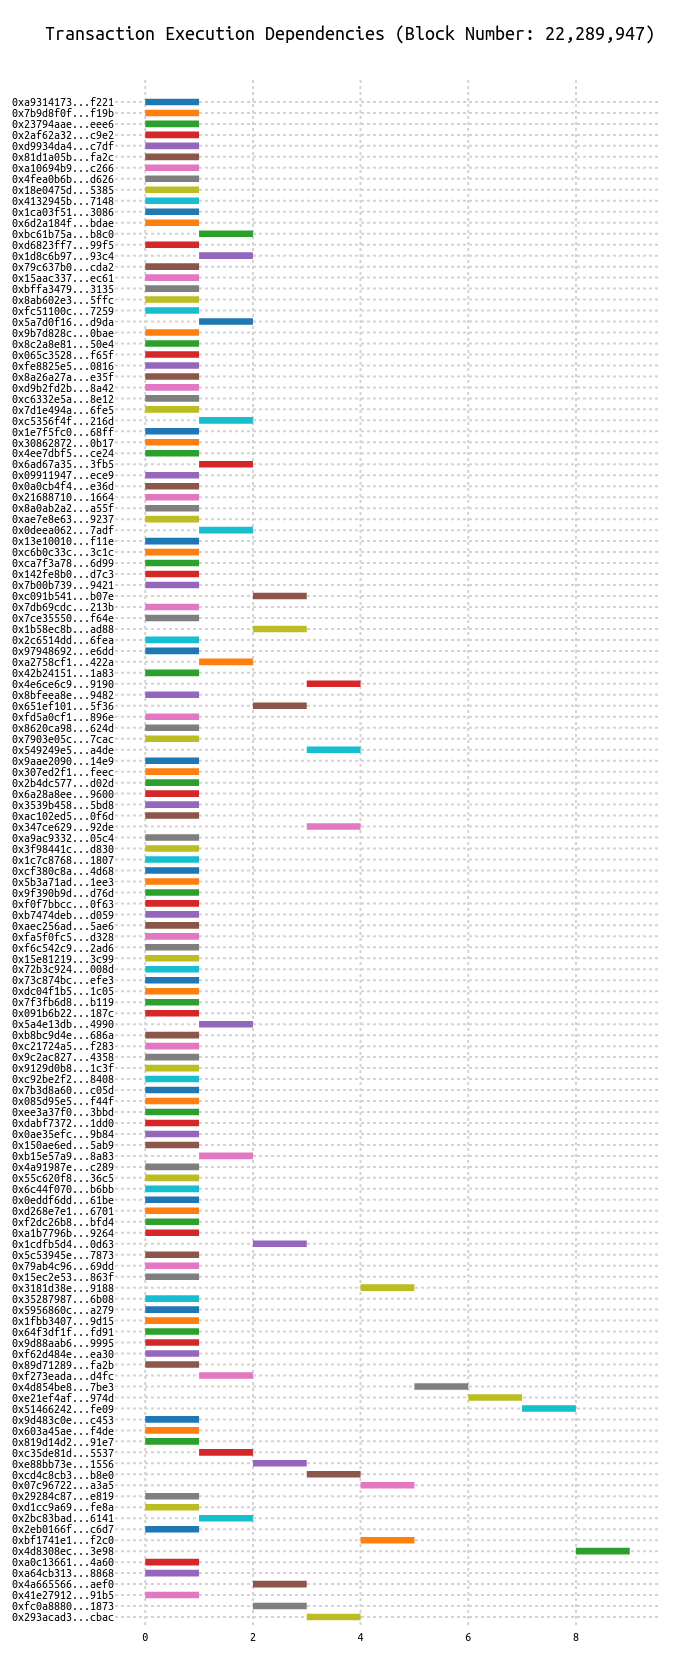 Transaction Execution Dependencies (Block Number: 22,289,947)
0xa9314173...f221
0x7b9d8f0f...f19b
0x23794aae...eee6
0x2af62a32...c9e2
0xd9934da4...c7df
0x81d1a05b...fa2c
0xa10694b9...c266
0x4fea0b6b...d626
0x18e0475d...5385
0x4132945b...7148
0x1ca03f51...3086
0x6d2a184f...bdae
0xbc61b75a...b8c0
0xd6823ff7...99f5
0x1d8c6b97...93c4
0x79c637b0...cda2
0x15aac337...ec61
0xbffa3479...3135
0x8ab602e3...5ffc
0xfc51100c...7259
0x5a7d0f16...d9da
0x9b7d828c...0bae
0x8c2a8e81...50e4
0x065c3528...f65f
0xfe8825e5...0816
0x8a26a27a...e35f
0xd9b2fd2b...8a42
0xc6332e5a...8e12
0x7d1e494a...6fe5
0xc5356f4f...216d
0x1e7f5fc0...68ff
0x30862872...0b17
0x4ee7dbf5...ce24
0x6ad67a35...3fb5
0x09911947...ece9
0x0a0cb4f4...e36d
0x21688710...1664
0x8a0ab2a2...a55f
0xae7e8e63...9237
0x0deea062...7adf
0x13e10010...f11e
0xc6b0c33c...3c1c
0xca7f3a78...6d99
0x142fe8b0...d7c3
0x7b00b739...9421
0xc091b541...b07e
0x7db69cdc...213b
0x7ce35550...f64e
0x1b58ec8b...ad88
0x2c6514dd...6fea
0x97948692...e6dd
0xa2758cf1...422a
0x42b24151...1a83
0x4e6ce6c9...9190
0x8bfeea8e...9482
0x651ef101...5f36
0xfd5a0cf1...896e
0x8620ca98...624d
0x7903e05c...7cac
0x549249e5...a4de
0x9aae2090...14e9
0x307ed2f1...feec
0x2b4dc577...d02d
0x6a28a8ee...9600
0x3539b458...5bd8
0xac102ed5...0f6d
0x347ce629...92de
0xa9ac9332...05c4
0x3f98441c...d830
0x1c7c8768...1807
0xcf380c8a...4d68
0x5b3a71ad...1ee3
0x9f390b9d...d76d
0xf0f7bbcc...0f63
0xb7474deb...d059
0xaec256ad...5ae6
0xfa5f0fc5...d328
0xf6c542c9...2ad6
0x15e81219...3c99
0x72b3c924...008d
0x73c874bc...efe3
0xdc04f1b5...1c05
0x7f3fb6d8...b119
0x091b6b22...187c
0x5a4e13db...4990
0xb8bc9d4e...686a
0xc21724a5...f283
0x9c2ac827...4358
0x9129d0b8...1c3f
0xc92be2f2...8408
0x7b3d8a60...c05d
0x085d95e5...f44f
0xee3a37f0...3bbd
0xdabf7372...1dd0
0x0ae35efc...9b84
0x150ae6ed...5ab9
0xb15e57a9...8a83
0x4a91987e...c289
0x55c620f8...36c5
0x6c44f070...b6bb
0x0eddf6dd...61be
0xd268e7e1...6701
0xf2dc26b8...bfd4
0xa1b7796b...9264
0x1cdfb5d4...0d63
0x5c53945e...7873
0x79ab4c96...69dd
0x15ec2e53...863f
0x3181d38e...9188
0x35287987...6b08
0x5956860c...a279
0x1fbb3407...9d15
0x64f3df1f...fd91
0x9d88aab6...9995
0xf62d484e...ea30
0x89d71289...fa2b
0xf273eada...d4fc
0x4d854be8...7be3
0xe21ef4af...974d
0x51466242...fe09
0x9d483c0e...c453
0x603a45ae...f4de
0x819d14d2...91e7
0xc35de81d...5537
0xe88bb73e...1556
0xcd4c8cb3...b8e0
0x07c96722...a3a5
0x29284c87...e819
0xd1cc9a69...fe8a
0x2bc83bad...6141
0x2eb0166f...c6d7
0xbf1741e1...f2c0
0x4d8308ec...3e98
0xa0c13661...4a60
0xa64cb313...8868
0x4a665566...aef0
0x41e27912...91b5
0xfc0a8880...1873
0x293acad3...cbac
0 2 4 6 8